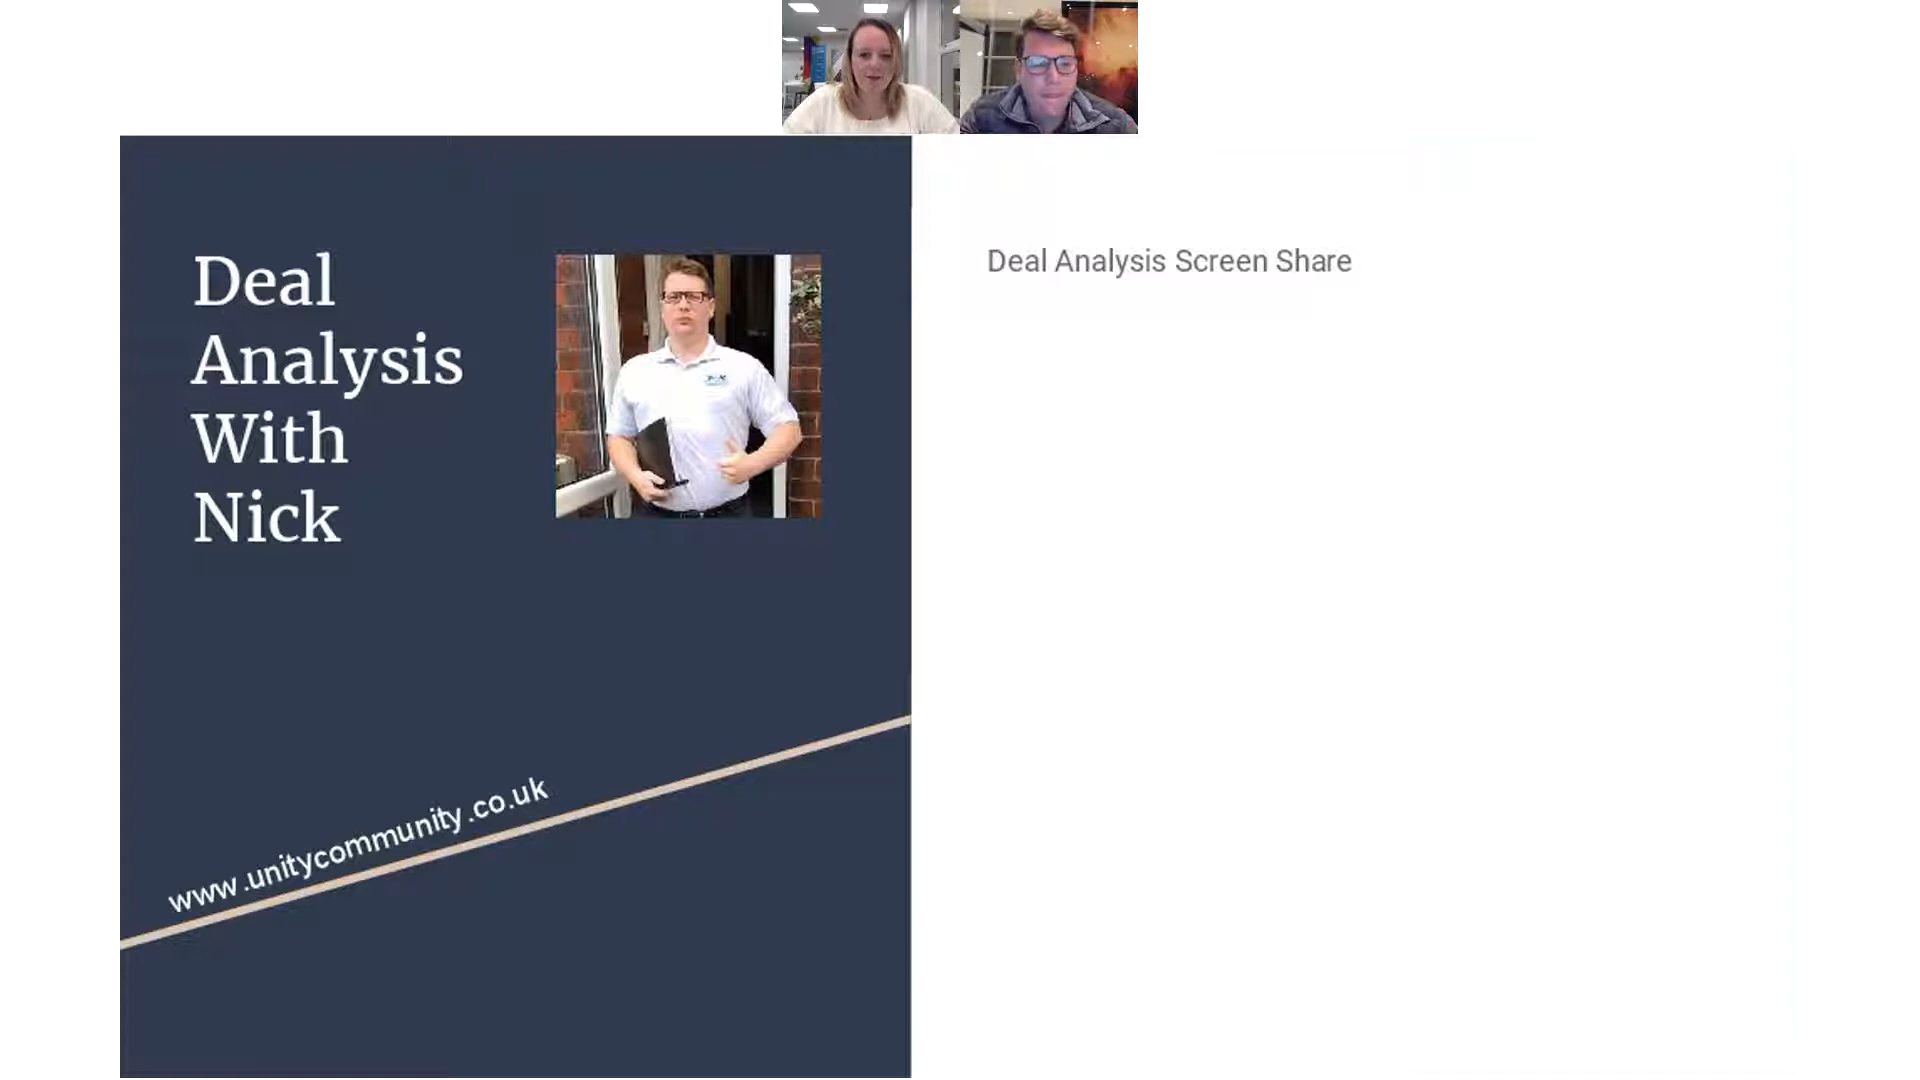 Deal
Analysis
With
Nick
Deal Analysis Screen Share
www.unitycommunity.co.uk